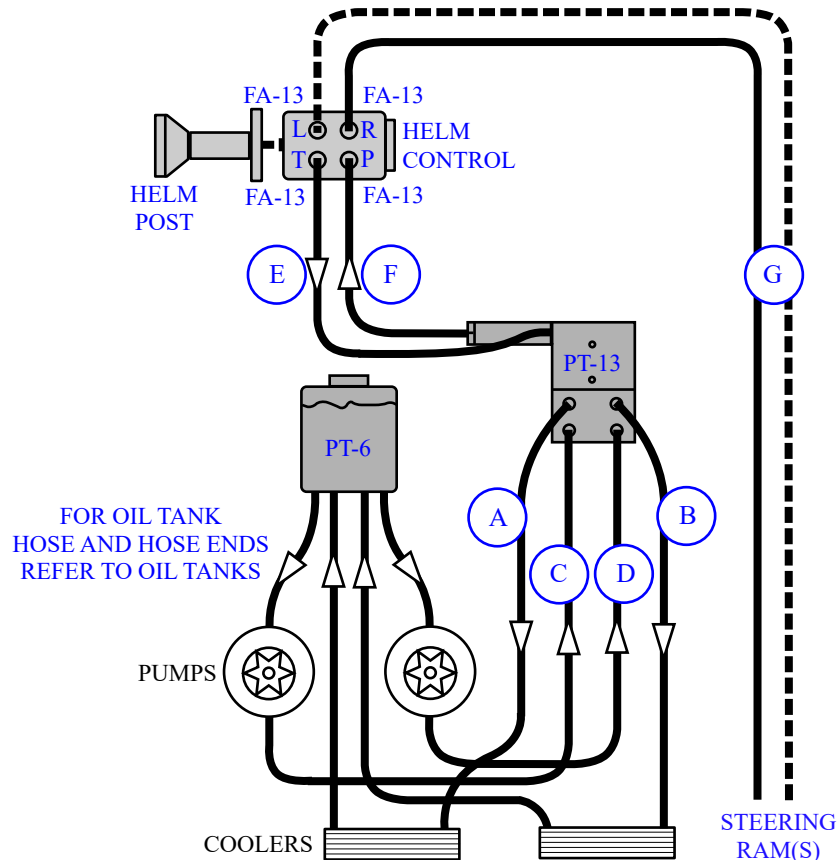 FA-13
FA-13
L
R
HELM
CONTROL
T
P
HELM
POST
FA-13
FA-13
E
F
G
PT-13
PT-6
A
B
FOR OIL TANK
HOSE AND HOSE ENDS
REFER TO OIL TANKS
C
D
PUMPS
COOLERS
STEERING
RAM(S)